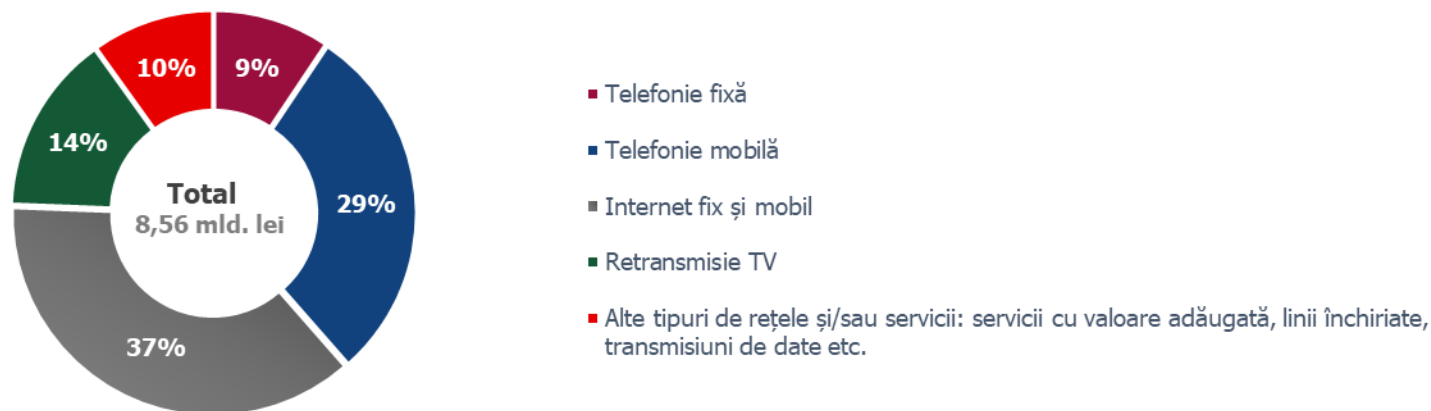 10%
9%
14%
29%
37%
Total
8,56 mld. lei
Telefonie fixă
Telefonie mobilă
Internet fix și mobil
Retransmisie TV
Alte tipuri de rețele și/sau servicii: servicii cu valoare adăugată, linii închiriate,
transmisiuni de date etc.